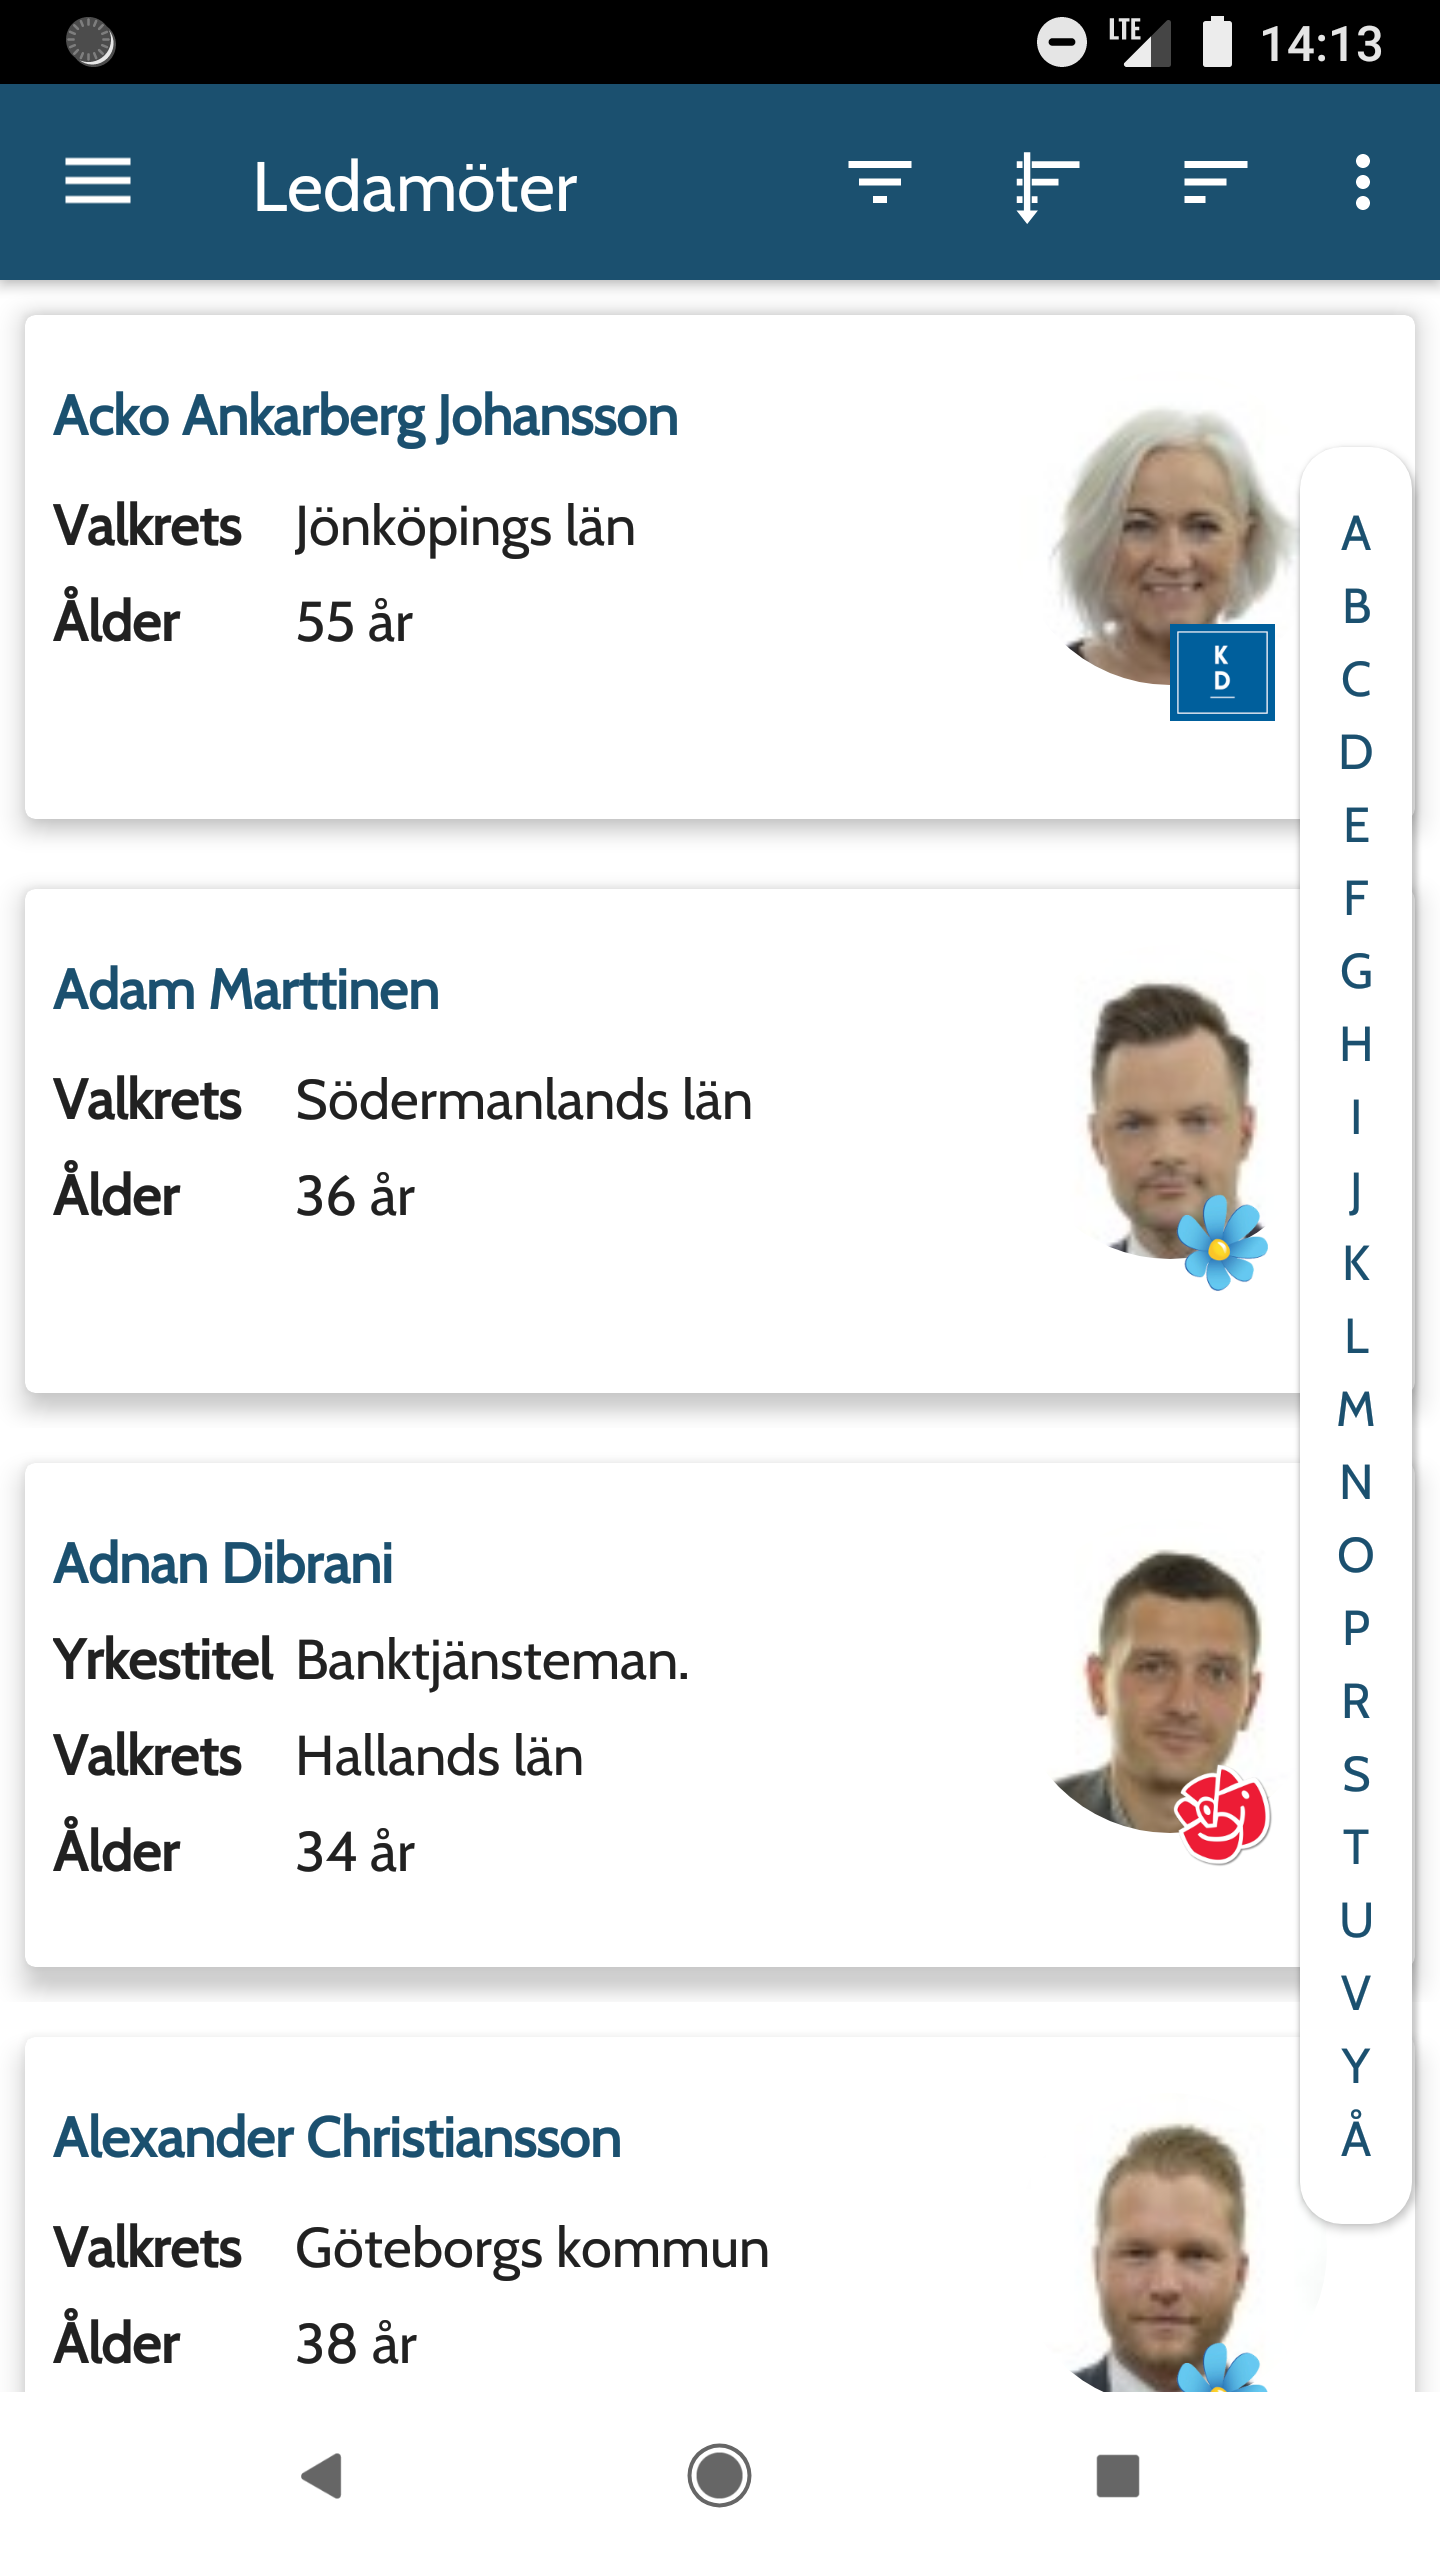 LTE 14:13
Ledamöter
Acko Ankarberg Johansson
Valkrets Jönköpings län
Ålder 55 år
K
D
Adam Marttinen
Valkrets Södermanlands län
Ålder 36 år
Adnan Dibrani
Yrkestitel Banktjänsteman.
Valkrets Hallands län
Ålder 34 år
Alexander Christiansson
Valkrets Göteborgs kommun
Ålder 38 år
A
B
C
D
E
F
G
H
I
J
K
L
M
N
O
P
R
S
T
U
V
Y
Å